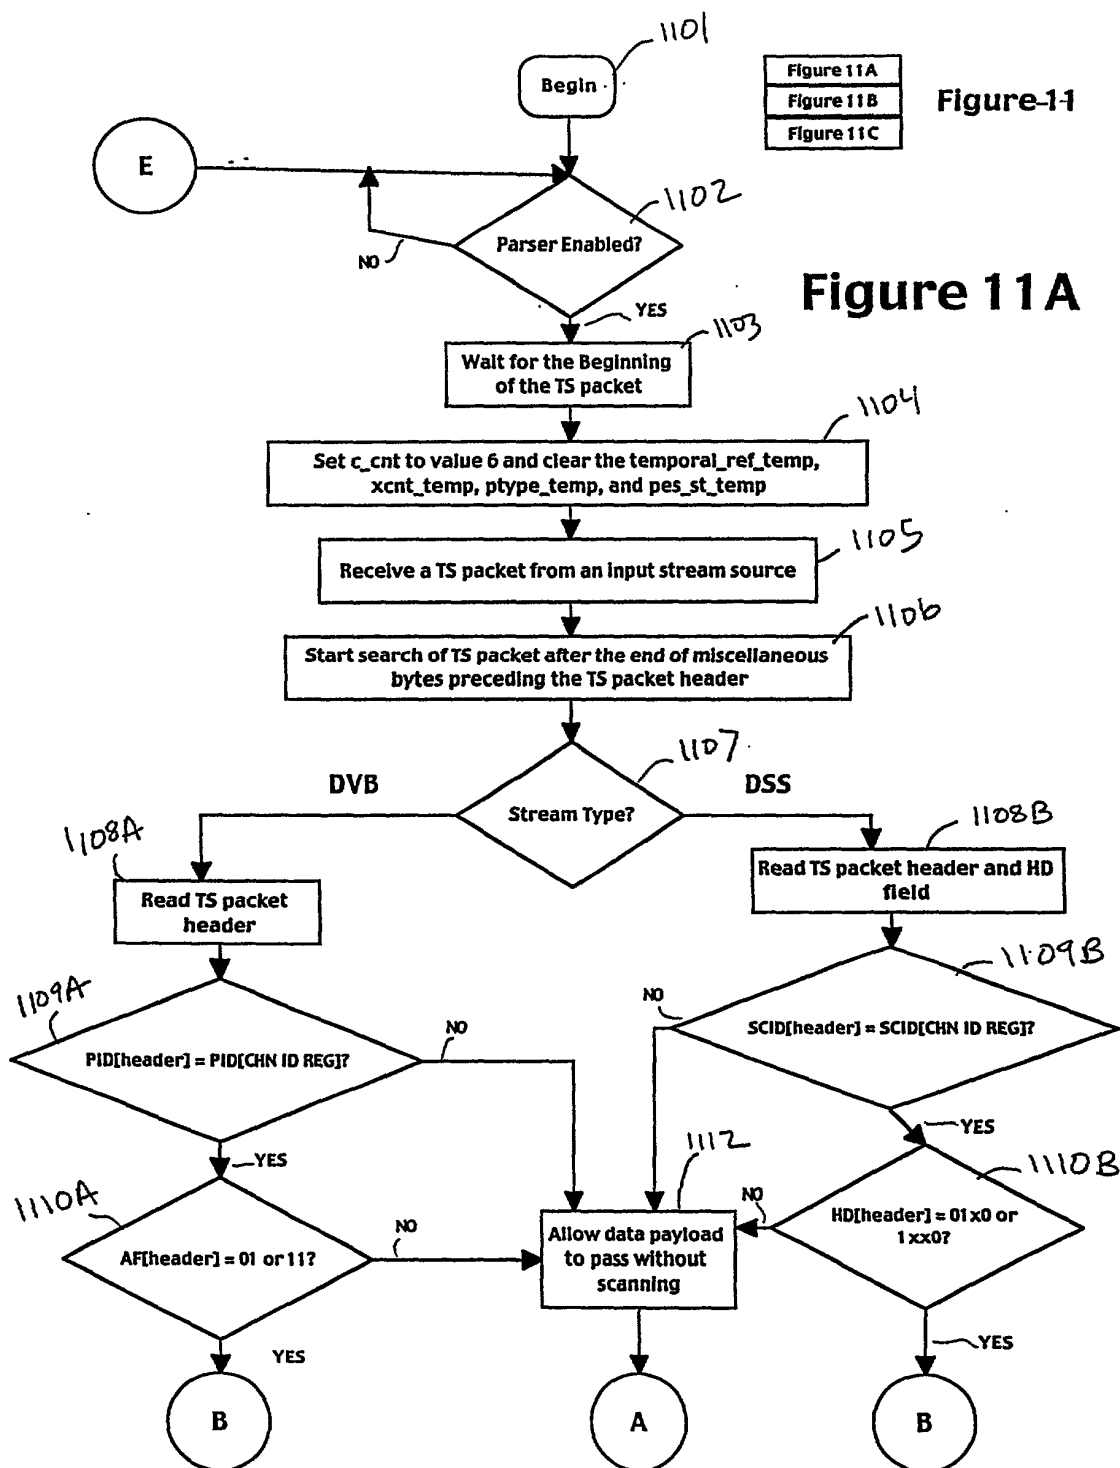 1101
Begin
Figure 11A
Figure 11B
Figure 11C
Figure 11
E
1102
Parser Enabled?
NO
Figure 11A
YES
1103
Wait for the Beginning
of the TS packet
1104
Set c_cnt to value 6 and clear the temporal_ref_temp,
xcnt_temp, ptype_temp, and pes_st_temp
1105
Receive a TS packet from an input stream source
1106
Start search of TS packet after the end of miscellaneous
bytes preceding the TS packet header
1107
DVB
DSS
Stream Type?
1108A
1108B
Read TS packet
header
Read TS packet header and HD
field
1109A
1109B
NO
NO
PID[header] = PID[CHN ID REG]?
SCID[header] = SCID[CHN ID REG]?
YES
YES
1112
1110A
1110B
NO
NO
AF[header] = 01 or 11?
Allow data payload
to pass without
scanning
HD[header] = 01x0 or
1xx0?
YES
YES
B
A
B